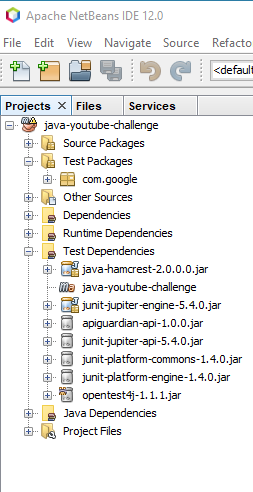 Apache NetBeans IDE 12.0
File Edit View Navigate Source Refacto
<default
Projects × Files Services
java-youtube-challenge
Source Packages
Test Packages
com.google
Other Sources
Dependencies
Runtime Dependencies
Test Dependencies
java-hamcrest-2.0.0.0.jar
java-youtube-challenge
junit-jupiter-engine-5.4.0.jar
apiguardian-api-1.0.0.jar
junit-jupiter-api-5.4.0.jar
junit-platform-commons-1.4.0.jar
junit-platform-engine-1.4.0.jar
opentest4j-1.1.1.jar
Java Dependencies
Project Files